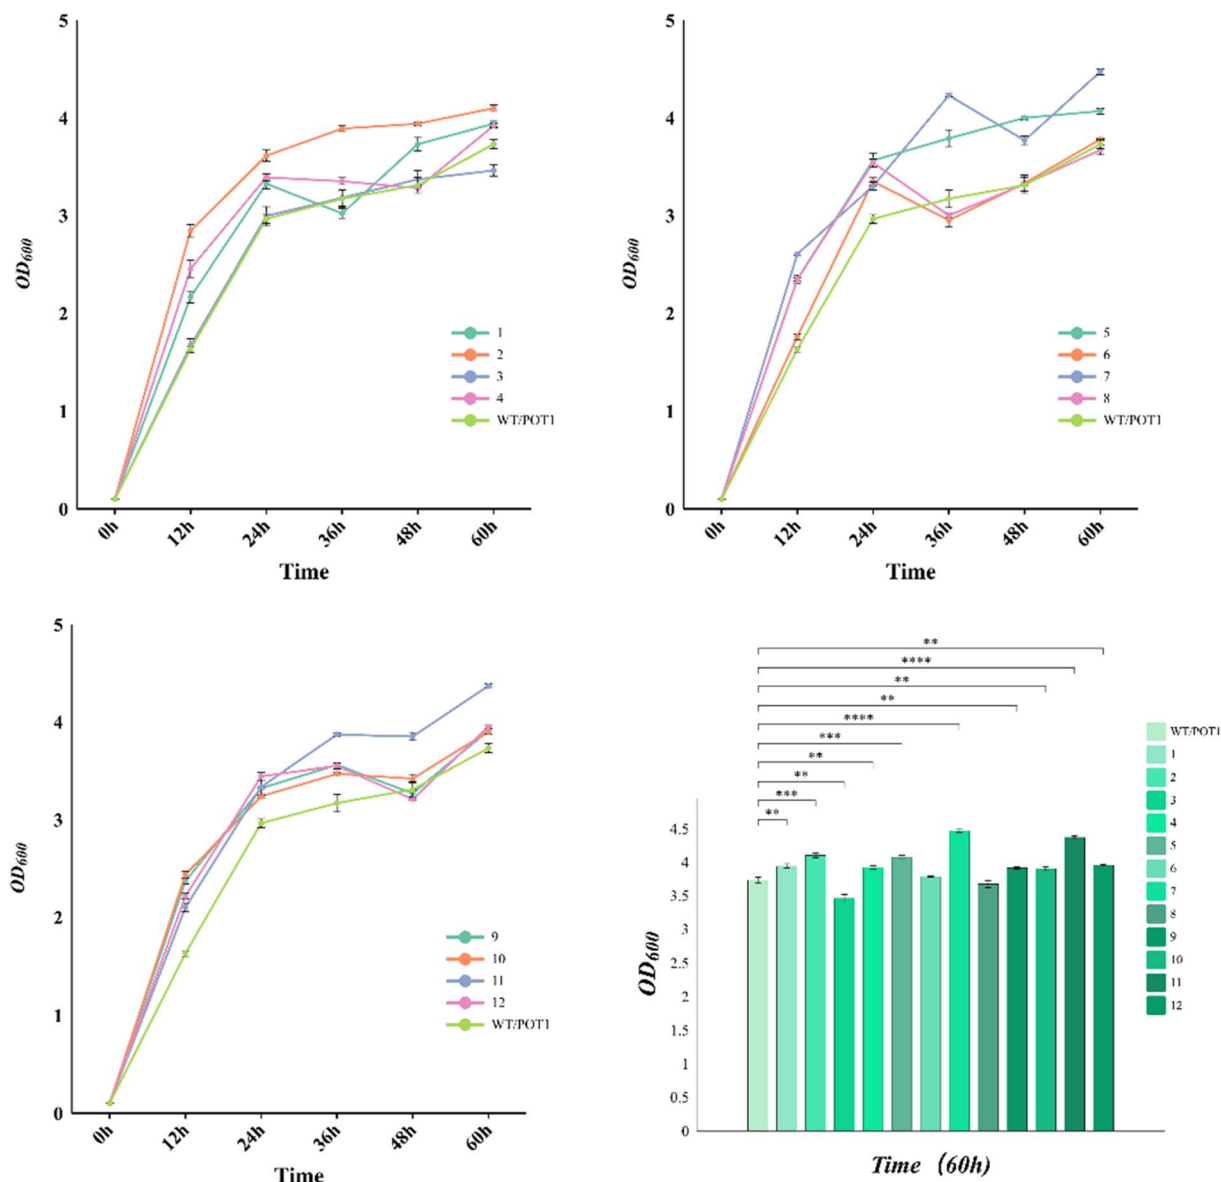 5
4
3
2
1
0
OD600
1
2
3
4
WT/POT1
0h
12h
24h
36h
48h
60h
Time
5
4
3
2
1
0
OD600
5
6
7
8
WT/POT1
0h
12h
24h
36h
48h
60h
Time
5
4
3
2
1
0
OD600
9
10
11
12
WT/POT1
0h
12h
24h
36h
48h
60h
Time
**
****
**
**
****
***
**
**
***
**
4.5
4
3.5
3
2.5
2
1.5
1
0.5
0
OD600
Time (60h)
WT/POT1
1
2
3
4
5
6
7
8
9
10
11
12